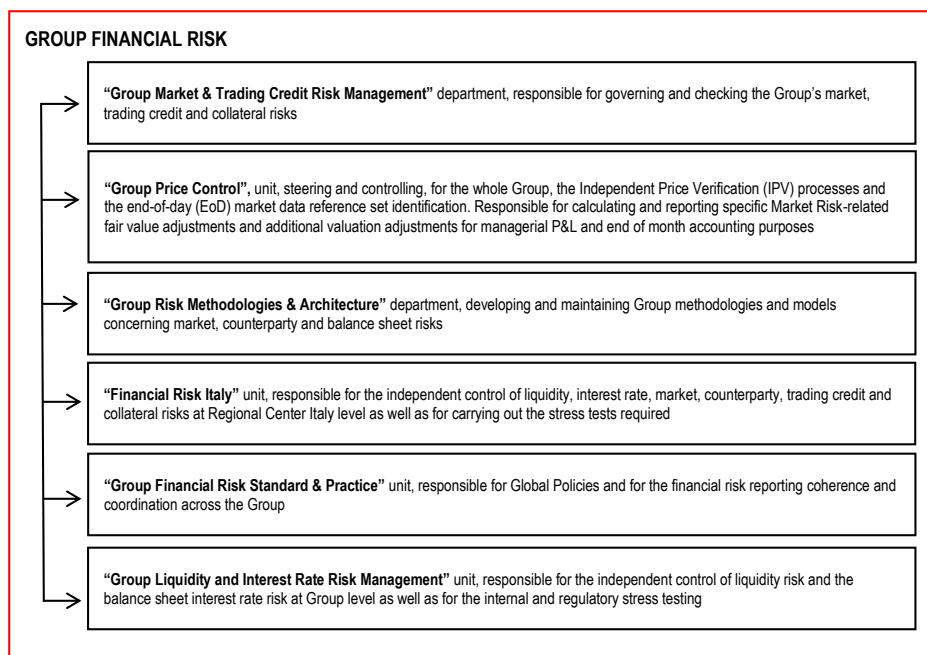 GROUP FINANCIAL RISK
“Group Market & Trading Credit Risk Management” department, responsible for governing and checking the Group’s market,
trading credit and collateral risks
“Group Price Control”, unit, steering and controlling, for the whole Group, the Independent Price Verification (IPV) processes and
the end-of-day (EoD) market data reference set identification. Responsible for calculating and reporting specific Market Risk-related
fair value adjustments and additional valuation adjustments for managerial P&L and end of month accounting purposes
“Group Risk Methodologies & Architecture” department, developing and maintaining Group methodologies and models
concerning market, counterparty and balance sheet risks
“Financial Risk Italy” unit, responsible for the independent control of liquidity, interest rate, market, counterparty, trading credit and
collateral risks at Regional Center Italy level as well as for carrying out the stress tests required
“Group Financial Risk Standard & Practice” unit, responsible for Global Policies and for the financial risk reporting coherence and
coordination across the Group
“Group Liquidity and Interest Rate Risk Management” unit, responsible for the independent control of liquidity risk and the
balance sheet interest rate risk at Group level as well as for the internal and regulatory stress testing